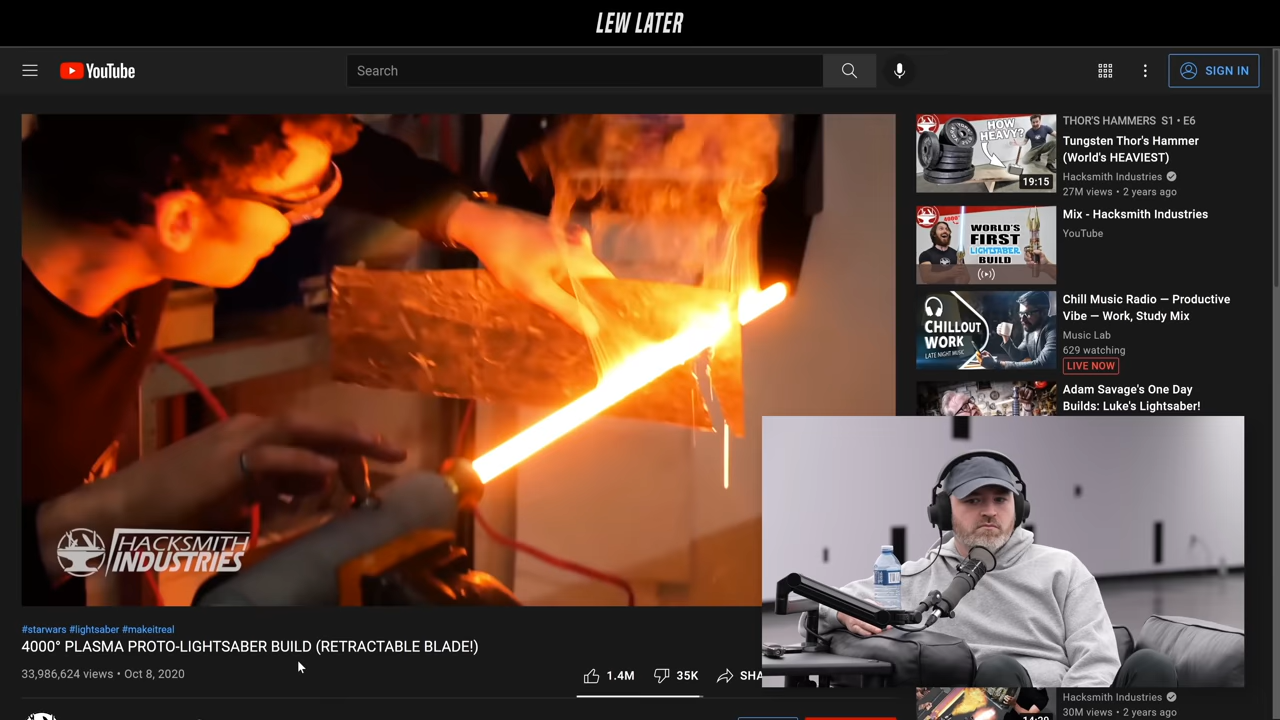 LEW LATER
YouTube
Search
SIGN IN
HACKSMITH
INDUSTRIES
#starwars #lightsaber #makeitreal
4000° PLASMA PROTO-LIGHTSABER BUILD (RETRACTABLE BLADE!)
33,986,624 views • Oct 8, 2020
1.4M
35K
SHA
HOW
HEAVY?
19:15
THOR'S HAMMERS S1 • E6
Tungsten Thor's Hammer
(World's HEAVIEST)
Hacksmith Industries
27M views • 2 years ago
4000°
WORLD'S
FIRST
LIGHTSABER
BUILD
Mix - Hacksmith Industries
YouTube
CHILLOUT
WORK
LATE NIGHT MUSIC
Chill Music Radio — Productive
Vibe — Work, Study Mix
Music Lab
629 watching
LIVE NOW
Adam Savage's One Day
Builds: Luke's Lightsaber!
Hacksmith Industries
30M views • 2 years ago